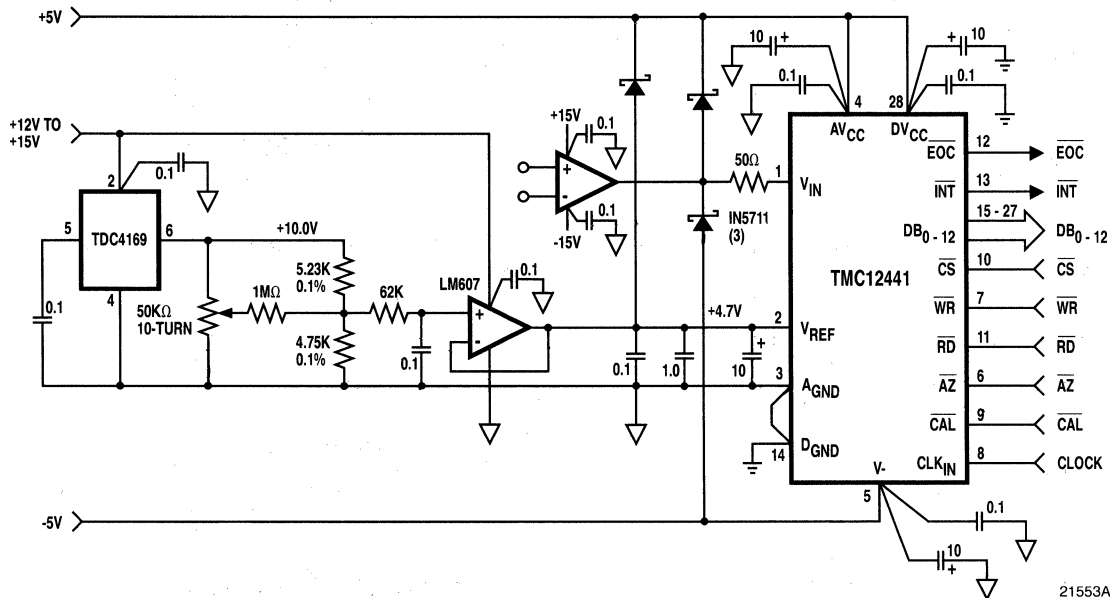 +5V
10 +
+ 10
0.1
0.1
4
28
AVCC
DVCC
+12V TO
+15V
+15V
0.1
12
EOC
EOC
2
0.1
50Ω
1
VIN
13
INT
INT
15 - 27
DB0 - 12
DB0 - 12
5
TDC4169
6
+10.0V
-15V
0.1
IN5711
(3)
TMC12441
10
CS
CS
4
5.23K
0.1%
LM607
0.1
7
WR
WR
0.1
50KΩ
10-TURN
1MΩ
62K
+
-
+4.7V
2
VREF
11
RD
RD
4.75K
0.1%
0.1
0.1
1.0
+
10
3
AGND
6
AZ
AZ
9
CAL
CAL
14
DGND
8
CLKIN
CLOCK
V-
5
-5V
0.1
10
+
+
-
21553A